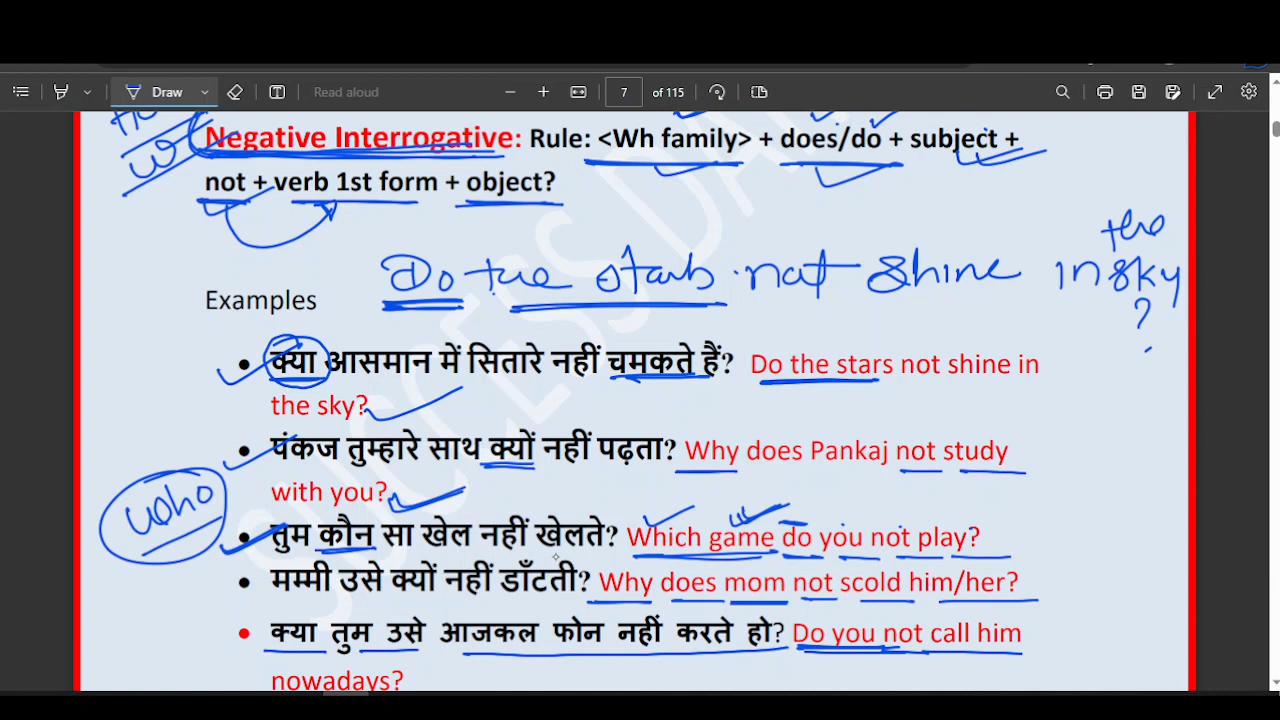 Draw
Read aloud
7 of 115
Negative Interrogative: Rule: <Wh family> + does/do + subject +
not + verb 1st form + object?
the
Do the stars not shine in sky
?
Examples
• क्या आसमान में सितारे नहीं चमकते हैं? Do the stars not shine in
the sky?
• पंकज तुम्हारे साथ क्यों नहीं पढ़ता? Why does Pankaj not study
with you?
who
• तुम कौन सा खेल नहीं खेलते? Which game do you not play?
• मम्मी उसे क्यों नहीं डाँटती? Why does mom not scold him/her?
• क्या तुम उसे आजकल फोन नहीं करते हो? Do you not call him
nowadays?
SUCCESS DA